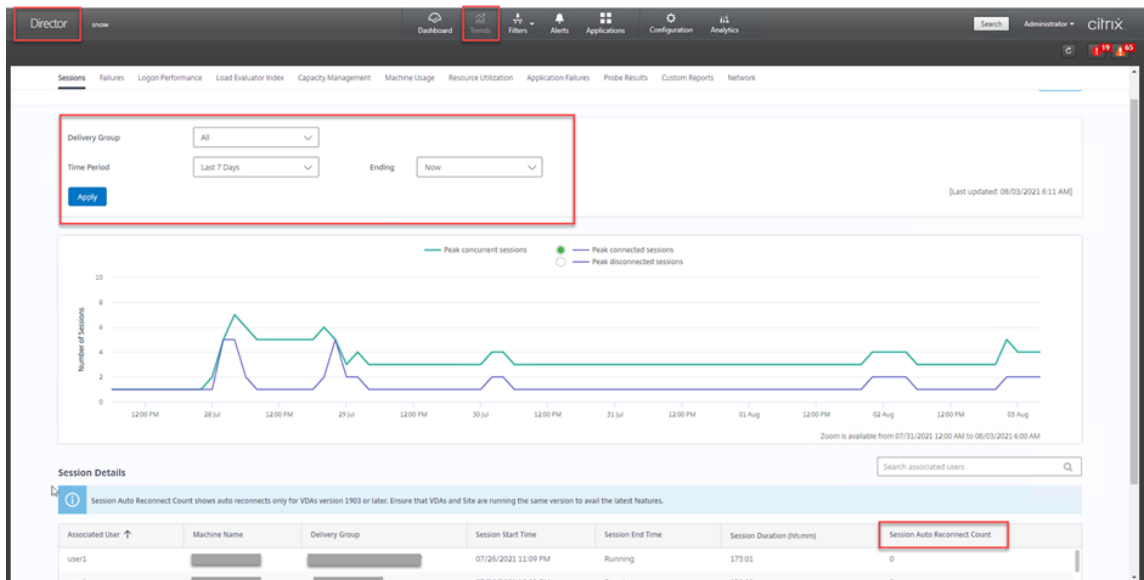 Director snow Dashboard Trends Filters Alerts Applications Configuration Analytics Search Administrator citrix
19 65
Sessions Failures Logon Performance Load Evaluator Index Capacity Management Machine Usage Resource Utilization Application Failures Probe Results Custom Reports Network
Delivery Group All
Time Period Last 7 Days Ending Now
Apply
[Last updated: 08/03/2021 6:11 AM]
Peak concurrent sessions Peak connected sessions
Peak disconnected sessions
Number of Sessions
10
8
6
4
2
0
12:00 PM 28 Jul 12:00 PM 29 Jul 12:00 PM 30 Jul 12:00 PM 31 Jul 12:00 PM 01 Aug 12:00 PM 02 Aug 12:00 PM 03 Aug
Zoom is available from 07/31/2021 12:00 AM to 08/03/2021 6:00 AM
Session Details Search associated users
Session Auto Reconnect Count shows auto reconnects only for VDAs version 1903 or later. Ensure that VDAs and Site are running the same version to avail the latest features.
Associated User Machine Name Delivery Group Session Start Time Session End Time Session Duration (hh:mm) Session Auto Reconnect Count
user1 07/26/2021 11:09 PM Running 175:01 0